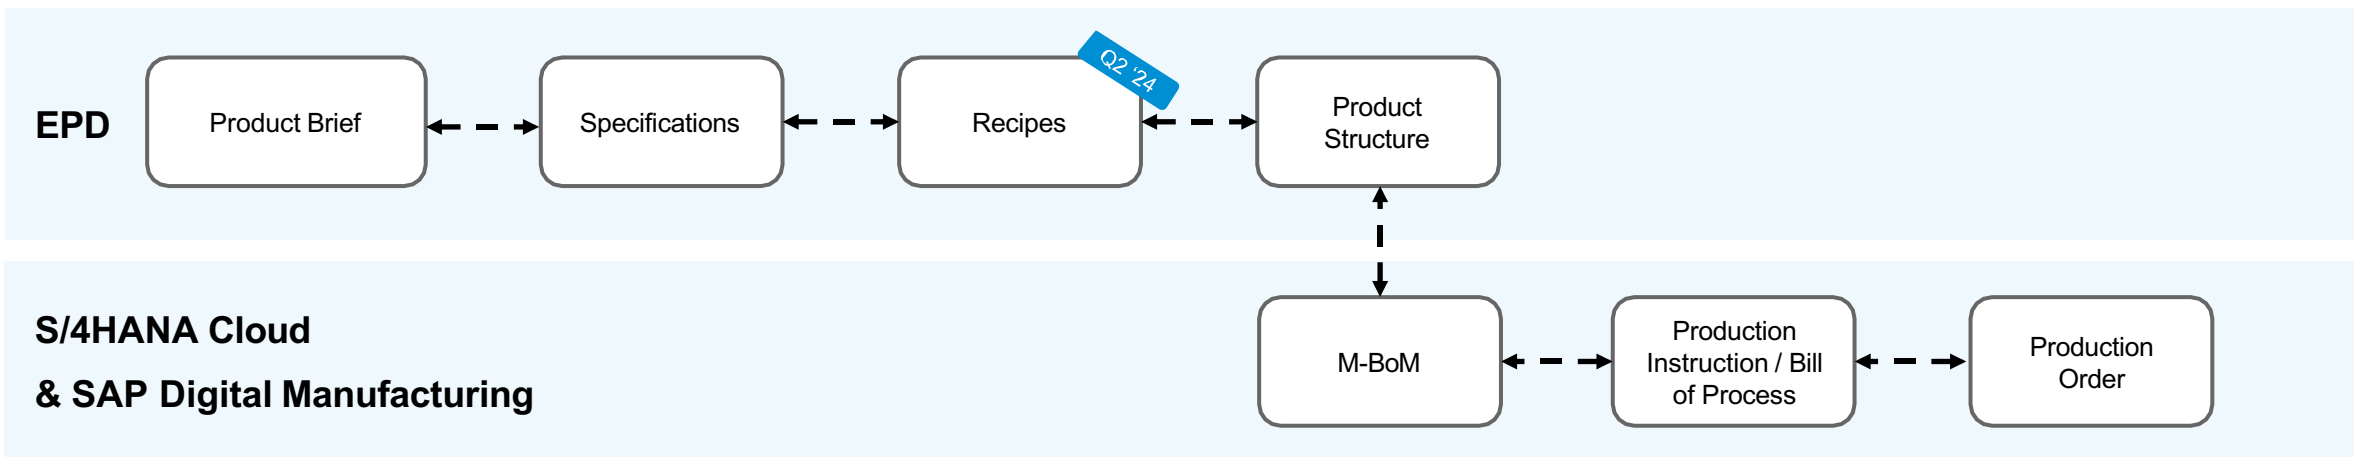 EPD
Product Brief
Specifications
Recipes
Q2 ‘24
Product
Structure
S/4HANA Cloud
& SAP Digital Manufacturing
M-BoM
Production
Instruction / Bill
of Process
Production
Order